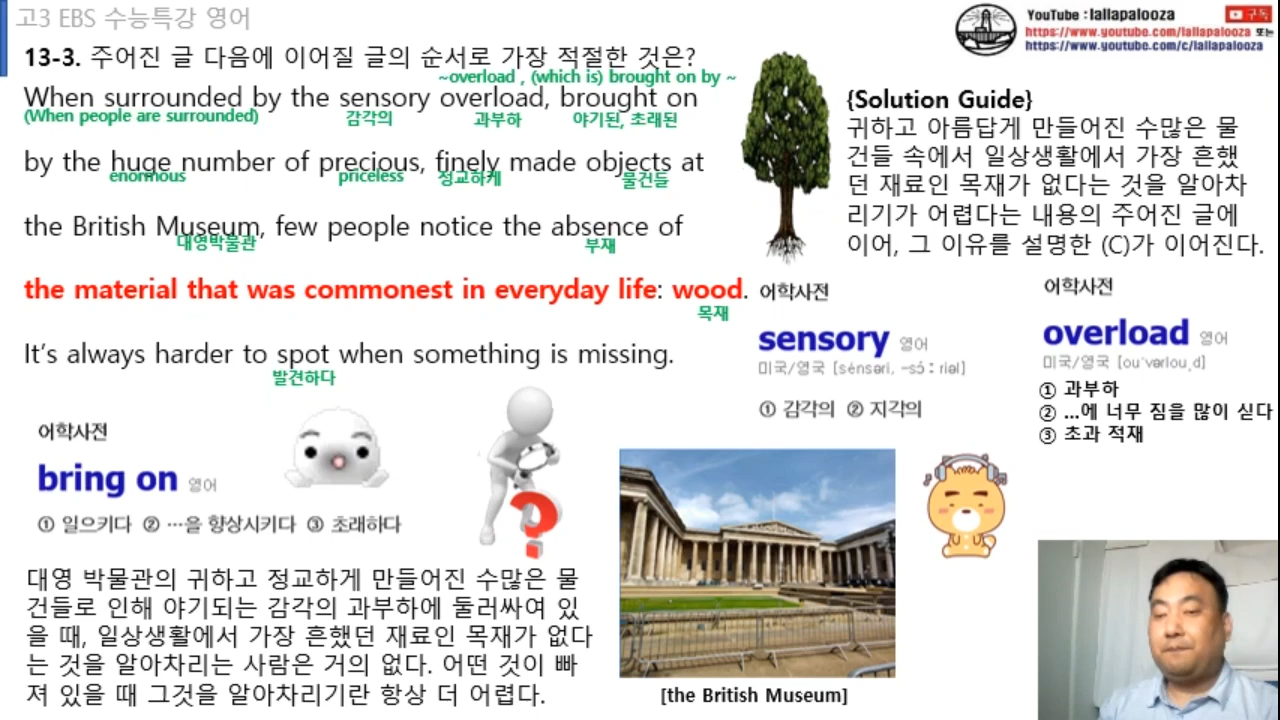 고3 EBS 수능특강 영어
YouTube : lallapalooza
구독
https://www.youtube.com/lallapalooza 또는
https://www.youtube.com/c/lallapalooza
13-3. 주어진 글 다음에 이어질 글의 순서로 가장 적절한 것은?
~overload , (which is) brought on by ~
When surrounded by the sensory overload, brought on
(When people are surrounded) 감각의 과부하 야기된, 초래된
by the huge number of precious, finely made objects at
enormous priceless 정교하게 물건들
the British Museum, few people notice the absence of
대영박물관 부재
the material that was commonest in everyday life: wood.
목재
It's always harder to spot when something is missing.
발견하다
{Solution Guide}
귀하고 아름답게 만들어진 수많은 물
건들 속에서 일상생활에서 가장 흔했
던 재료인 목재가 없다는 것을 알아차
리기가 어렵다는 내용의 주어진 글에
이어, 그 이유를 설명한 (C)가 이어진다.
어학사전
sensory 영어
미국/영국 [sénsəri, -sɔ́ːriəl]
① 감각의 ② 지각의
어학사전
overload 영어
미국/영국 [ouˈvərlouˌd]
① 과부하
② ...에 너무 짐을 많이 싣다
③ 초과 적재
어학사전
bring on 영어
① 일으키다 ② …을 향상시키다 ③ 초래하다
대영 박물관의 귀하고 정교하게 만들어진 수많은 물
건들로 인해 야기되는 감각의 과부하에 둘러싸여 있
을 때, 일상생활에서 가장 흔했던 재료인 목재가 없다
는 것을 알아차리는 사람은 거의 없다. 어떤 것이 빠
져 있을 때 그것을 알아차리기란 항상 더 어렵다.
[the British Museum]